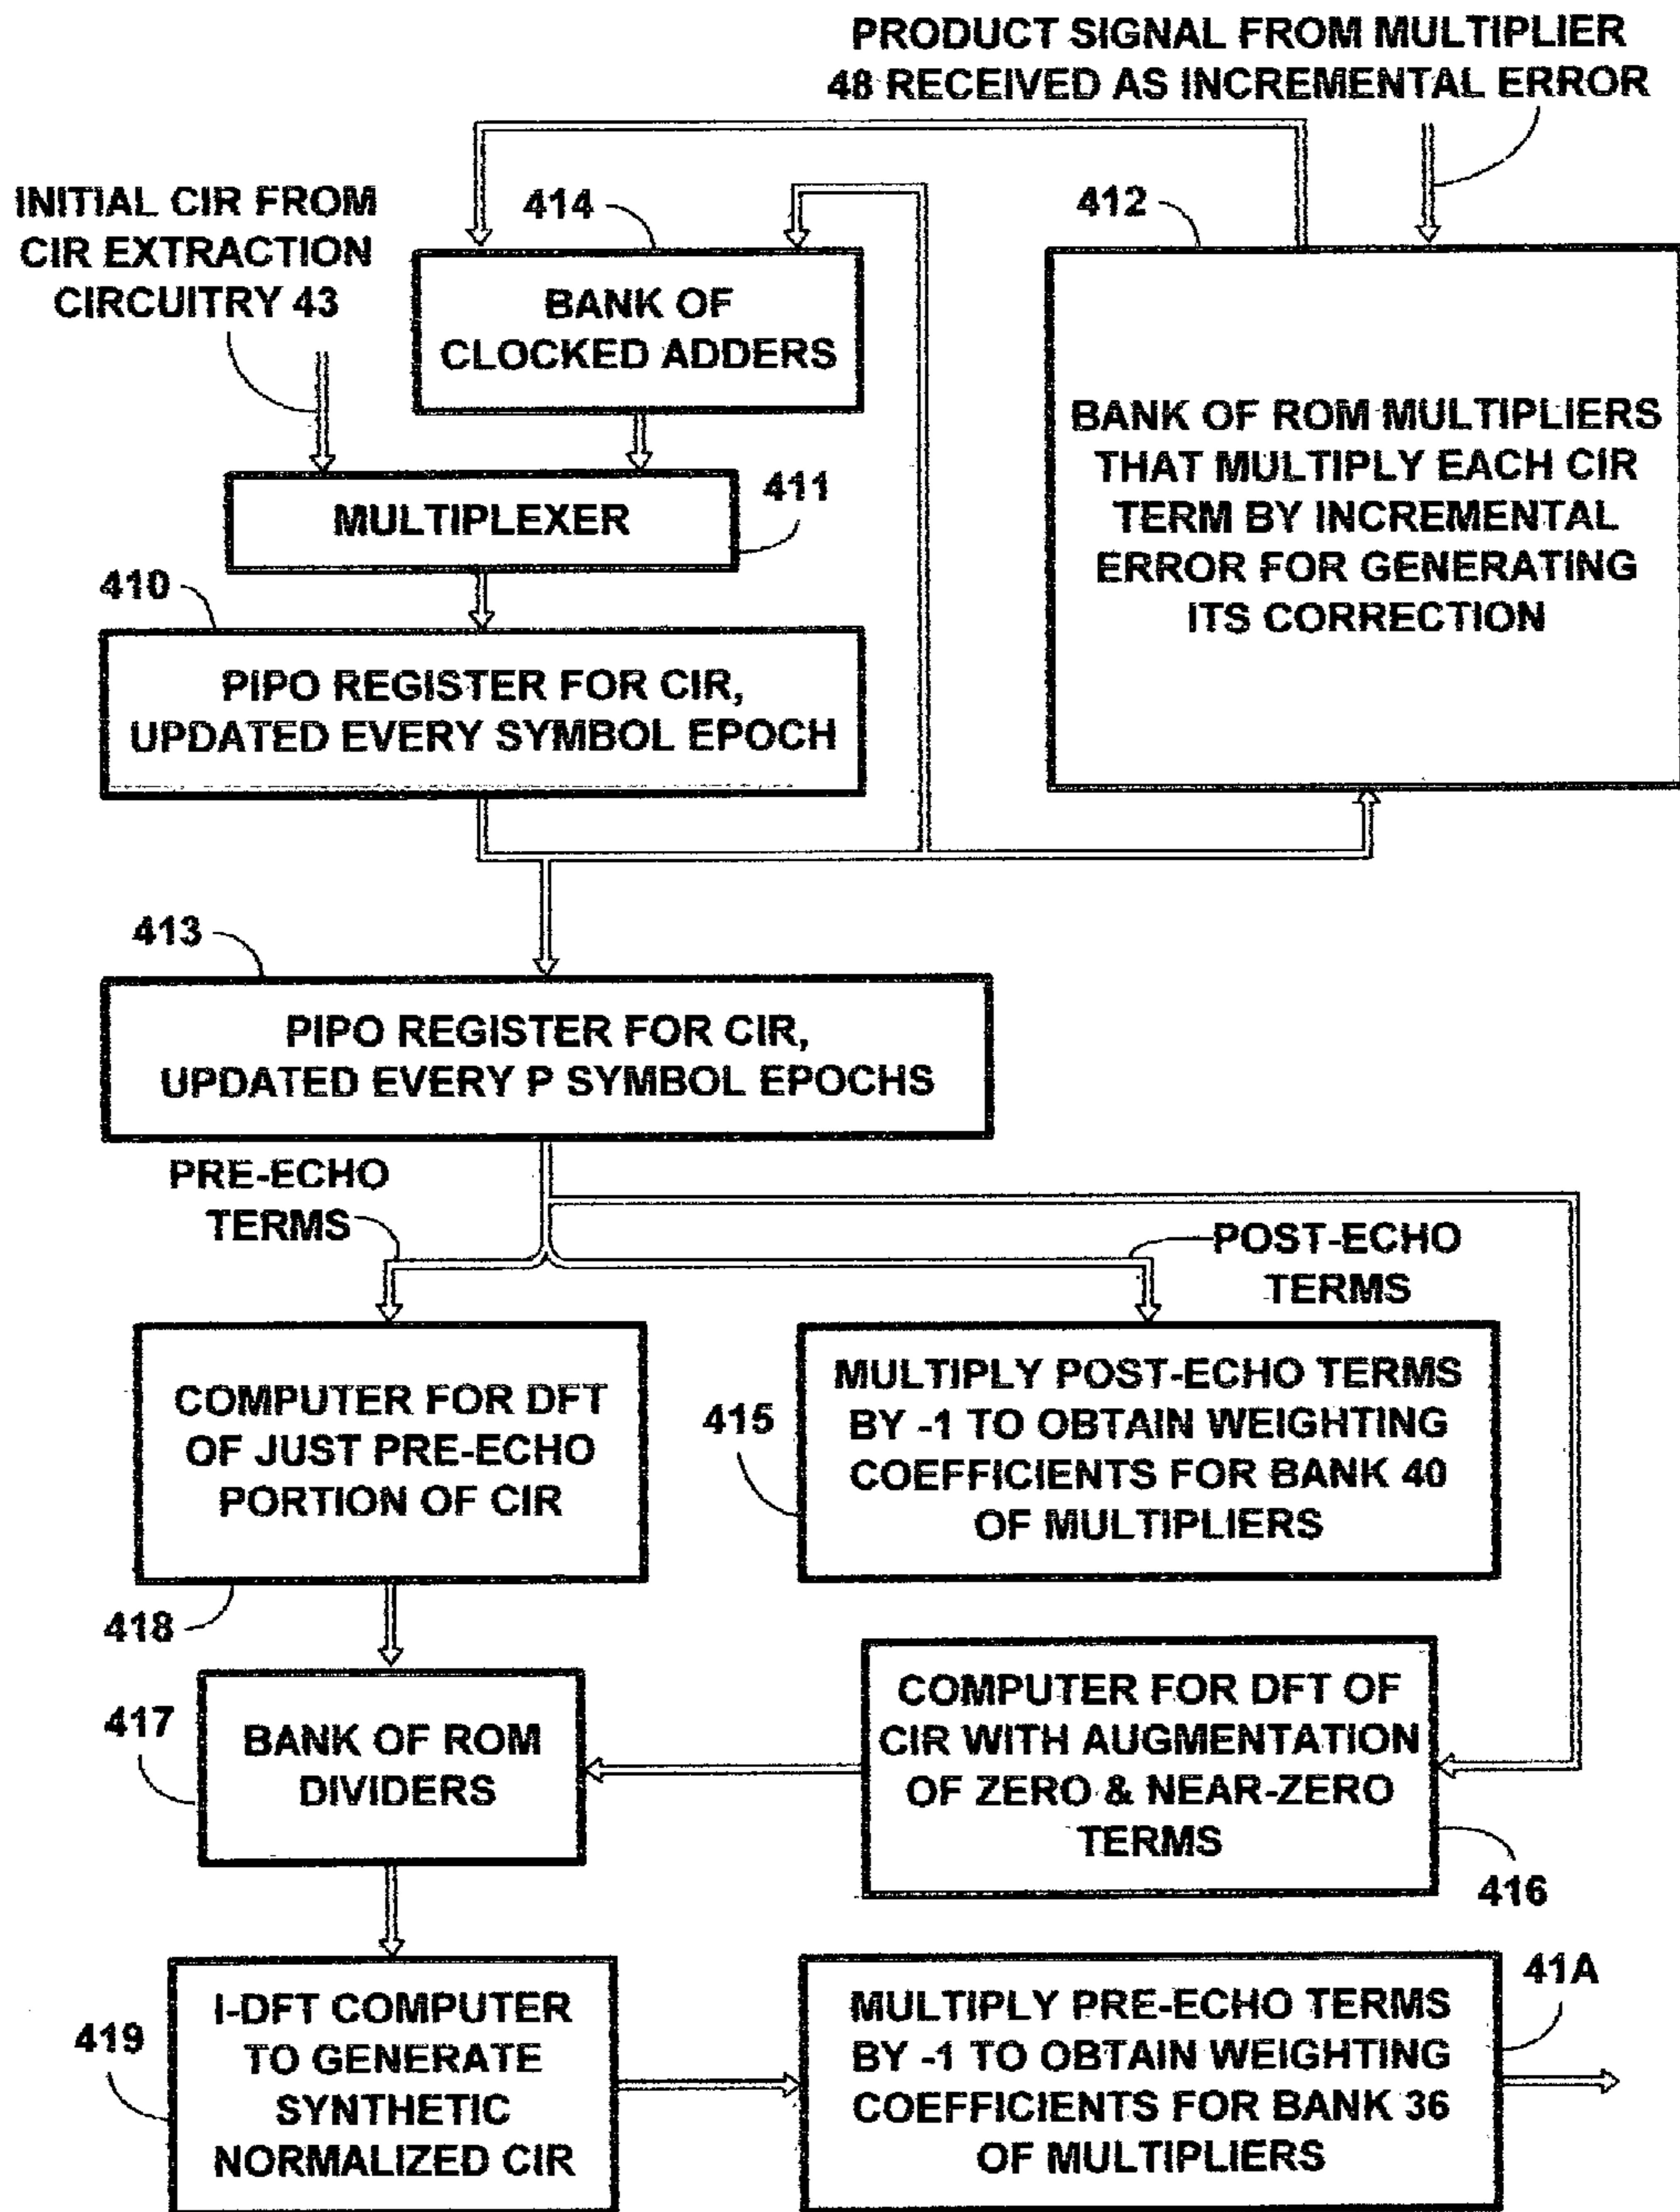 PRODUCT SIGNAL FROM MULTIPLIER
48 RECEIVED AS INCREMENTAL ERROR
INITIAL CIR FROM
CIR EXTRACTION
CIRCUITRY 43
414
412
BANK OF
CLOCKED ADDERS
BANK OF ROM MULTIPLIERS
THAT MULTIPLY EACH CIR
TERM BY INCREMENTAL
ERROR FOR GENERATING
ITS CORRECTION
MULTIPLEXER
411
410
PIPO REGISTER FOR CIR,
UPDATED EVERY SYMBOL EPOCH
413
PIPO REGISTER FOR CIR,
UPDATED EVERY P SYMBOL EPOCHS
PRE-ECHO
TERMS
POST-ECHO
TERMS
COMPUTER FOR DFT
OF JUST PRE-ECHO
PORTION OF CIR
418
415
MULTIPLY POST-ECHO TERMS
BY -1 TO OBTAIN WEIGHTING
COEFFICIENTS FOR BANK 40
OF MULTIPLIERS
417
BANK OF ROM
DIVIDERS
COMPUTER FOR DFT OF
CIR WITH AUGMENTATION
OF ZERO & NEAR-ZERO
TERMS
416
419
I-DFT COMPUTER
TO GENERATE
SYNTHETIC
NORMALIZED CIR
MULTIPLY PRE-ECHO TERMS
BY -1 TO OBTAIN WEIGHTING
COEFFICIENTS FOR BANK 36
OF MULTIPLIERS
41A